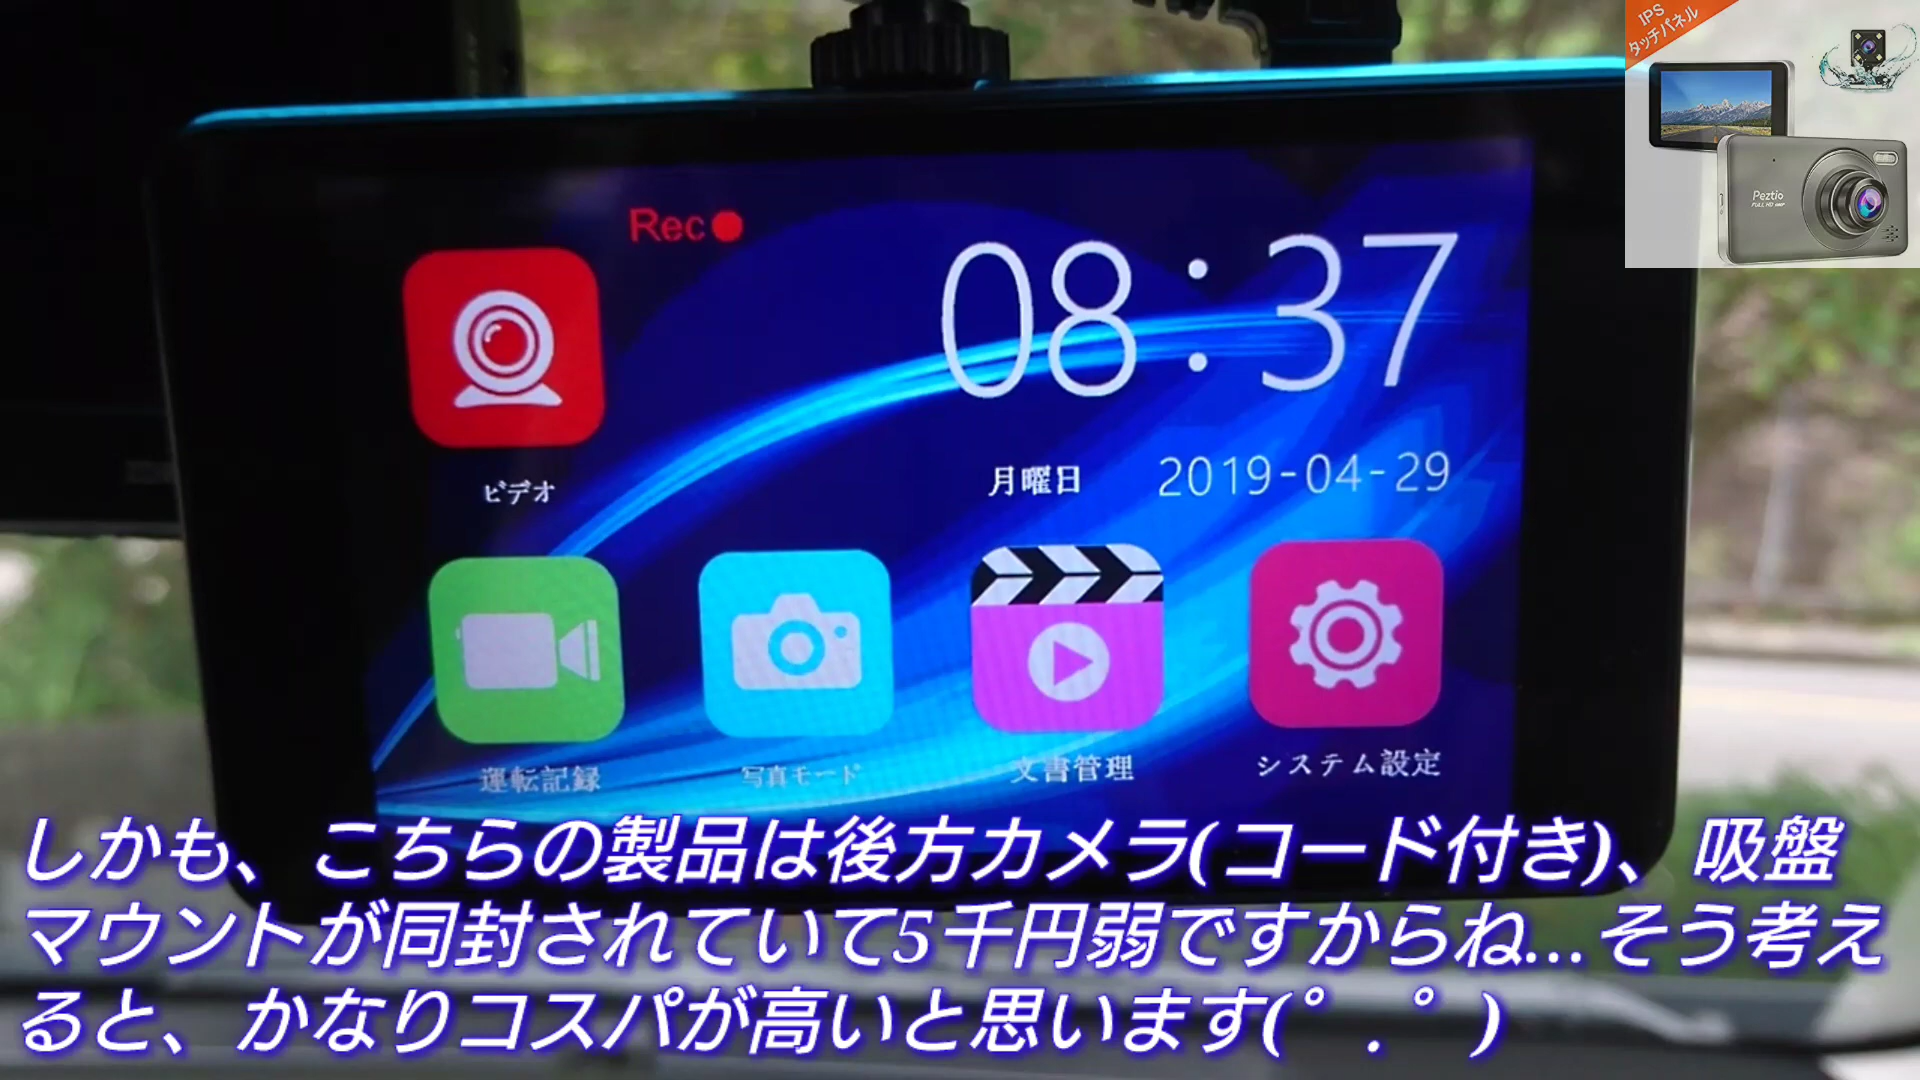 IPS
タッチパネル
Peztio
FULL HD
Rec
08:37
ビデオ
月曜日 2019-04-29
運転記録 写真モード 文書管理 システム設定
しかも、こちらの製品は後方カメラ(コード付き)、吸盤
マウントが同封されていて5千円弱ですからね…そう考え
ると、かなりコスパが高いと思います(゜.゜)